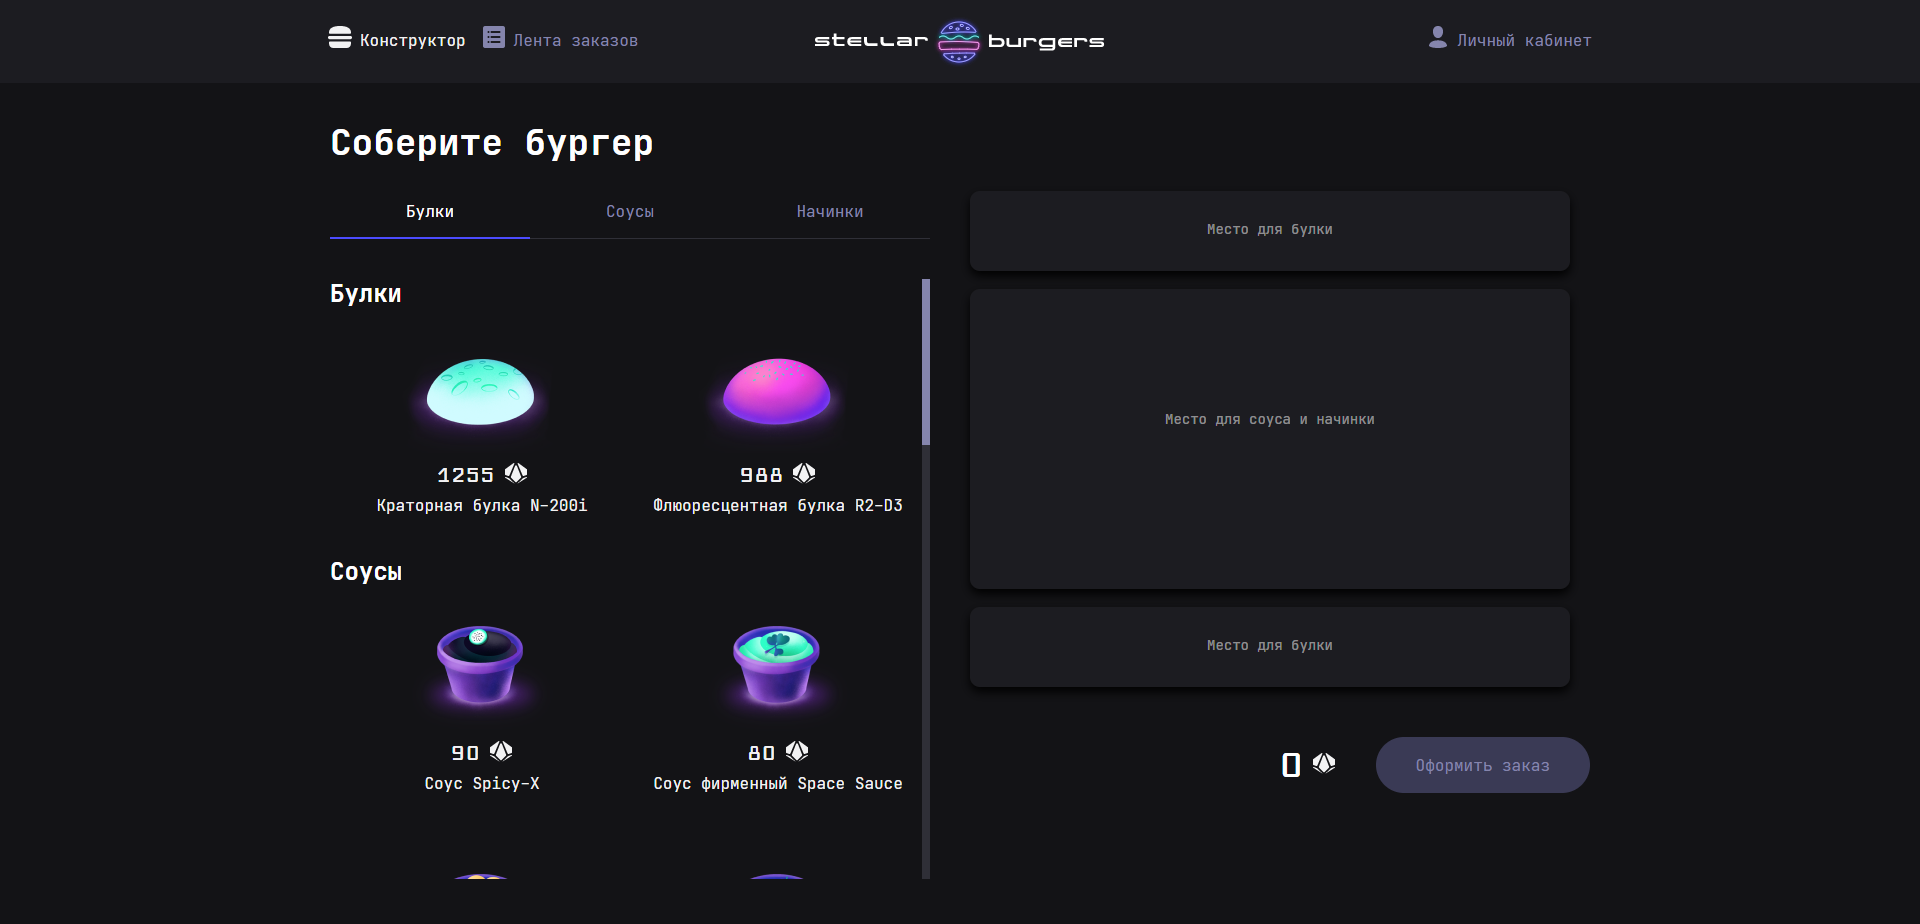 Конструктор
Лента заказов
stellar burgers
Личный кабинет
Соберите бургер
Булки
Соусы
Начинки
Булки
1255
Краторная булка N-200i
988
Флюоресцентная булка R2-D3
Соусы
90
Соус Spicy-X
80
Соус фирменный Space Sauce
Место для булки
Место для соуса и начинки
Место для булки
0
Оформить заказ